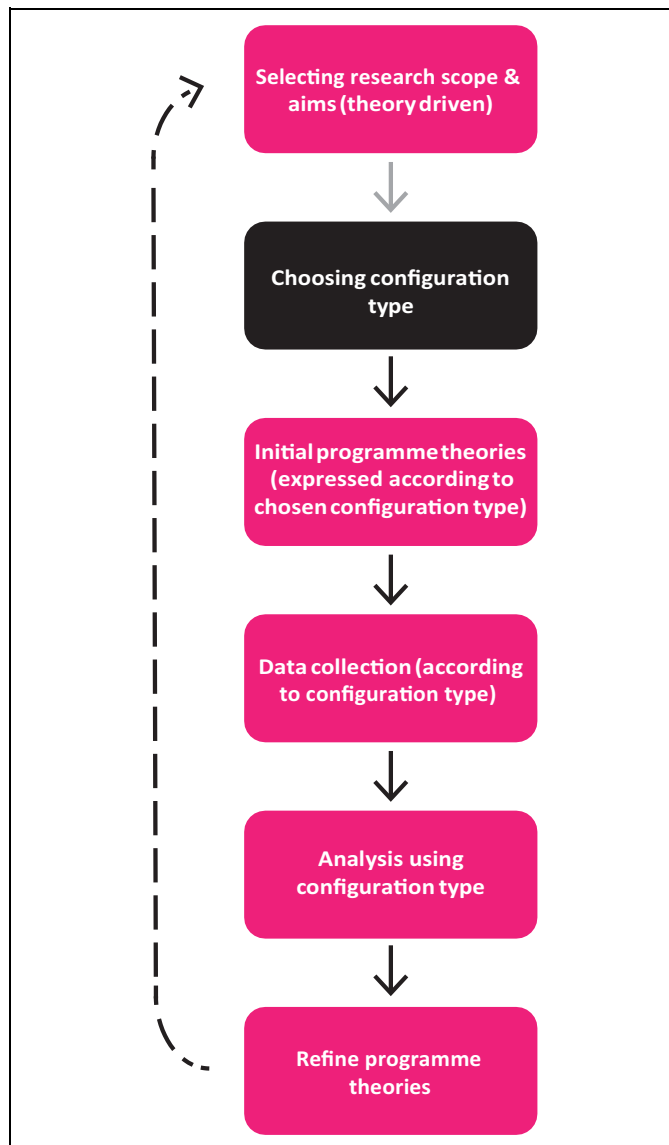 Selecting research scope &
aims (theory driven)
Choosing configuration
type
Initial programme theories
(expressed according to
chosen configuration type)
Data collection (according
to configuration type)
Analysis using
configuration type
Refine programme
theories